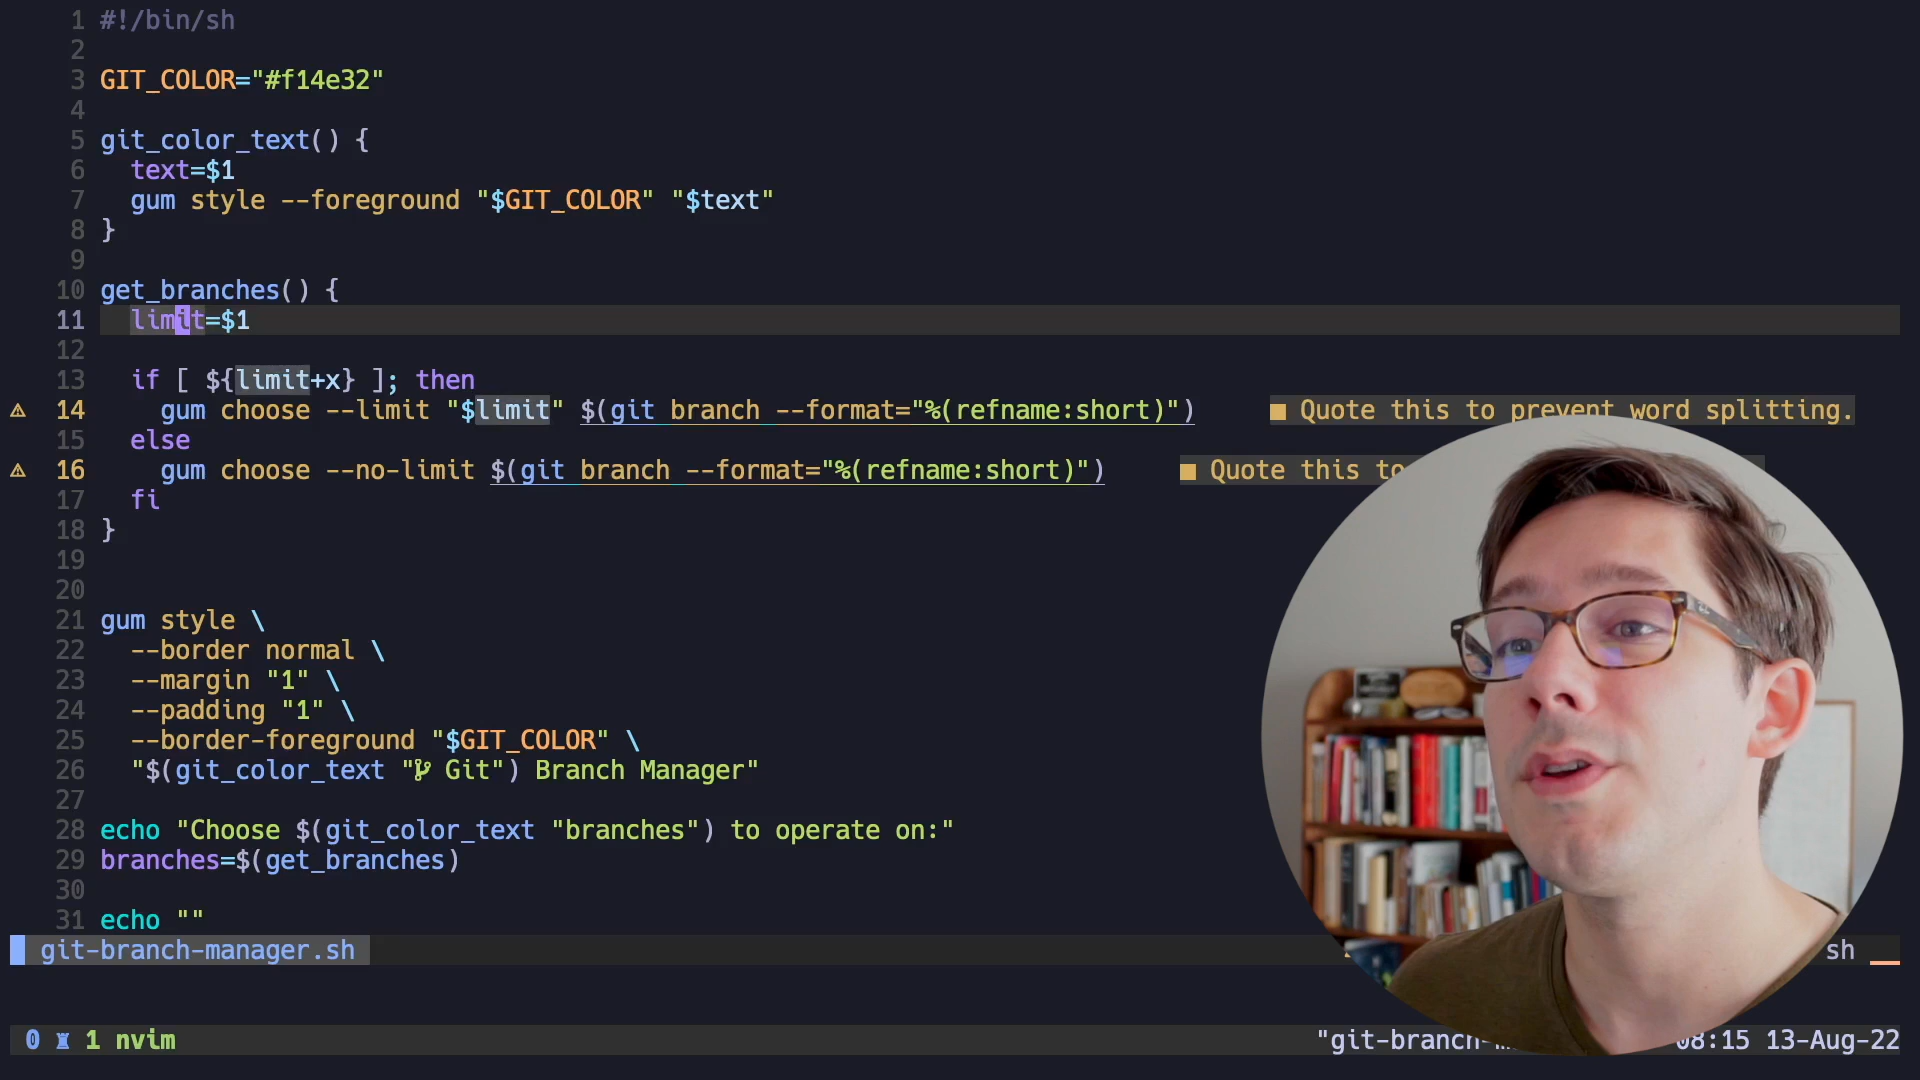 1 #!/bin/sh
2
3 GIT_COLOR="#f14e32"
4
5 git_color_text() {
6   text=$1
7   gum style --foreground "$GIT_COLOR" "$text"
8 }
9
10 get_branches() {
11   limit=$1
12
13   if [ ${limit+x} ]; then
14     gum choose --limit "$limit" $(git branch --format="%(refname:short)") ■ Quote this to prevent word splitting.
15   else
16     gum choose --no-limit $(git branch --format="%(refname:short)") ■ Quote this to
17   fi
18 }
19
20
21 gum style \
22   --border normal \
23   --margin "1" \
24   --padding "1" \
25   --border-foreground "$GIT_COLOR" \
26   "$(git_color_text " Git") Branch Manager"
27
28 echo "Choose $(git_color_text "branches") to operate on:"
29 branches=$(get_branches)
30
31 echo ""
git-branch-manager.sh sh
0 1 nvim "git-branch- 08:15 13-Aug-22